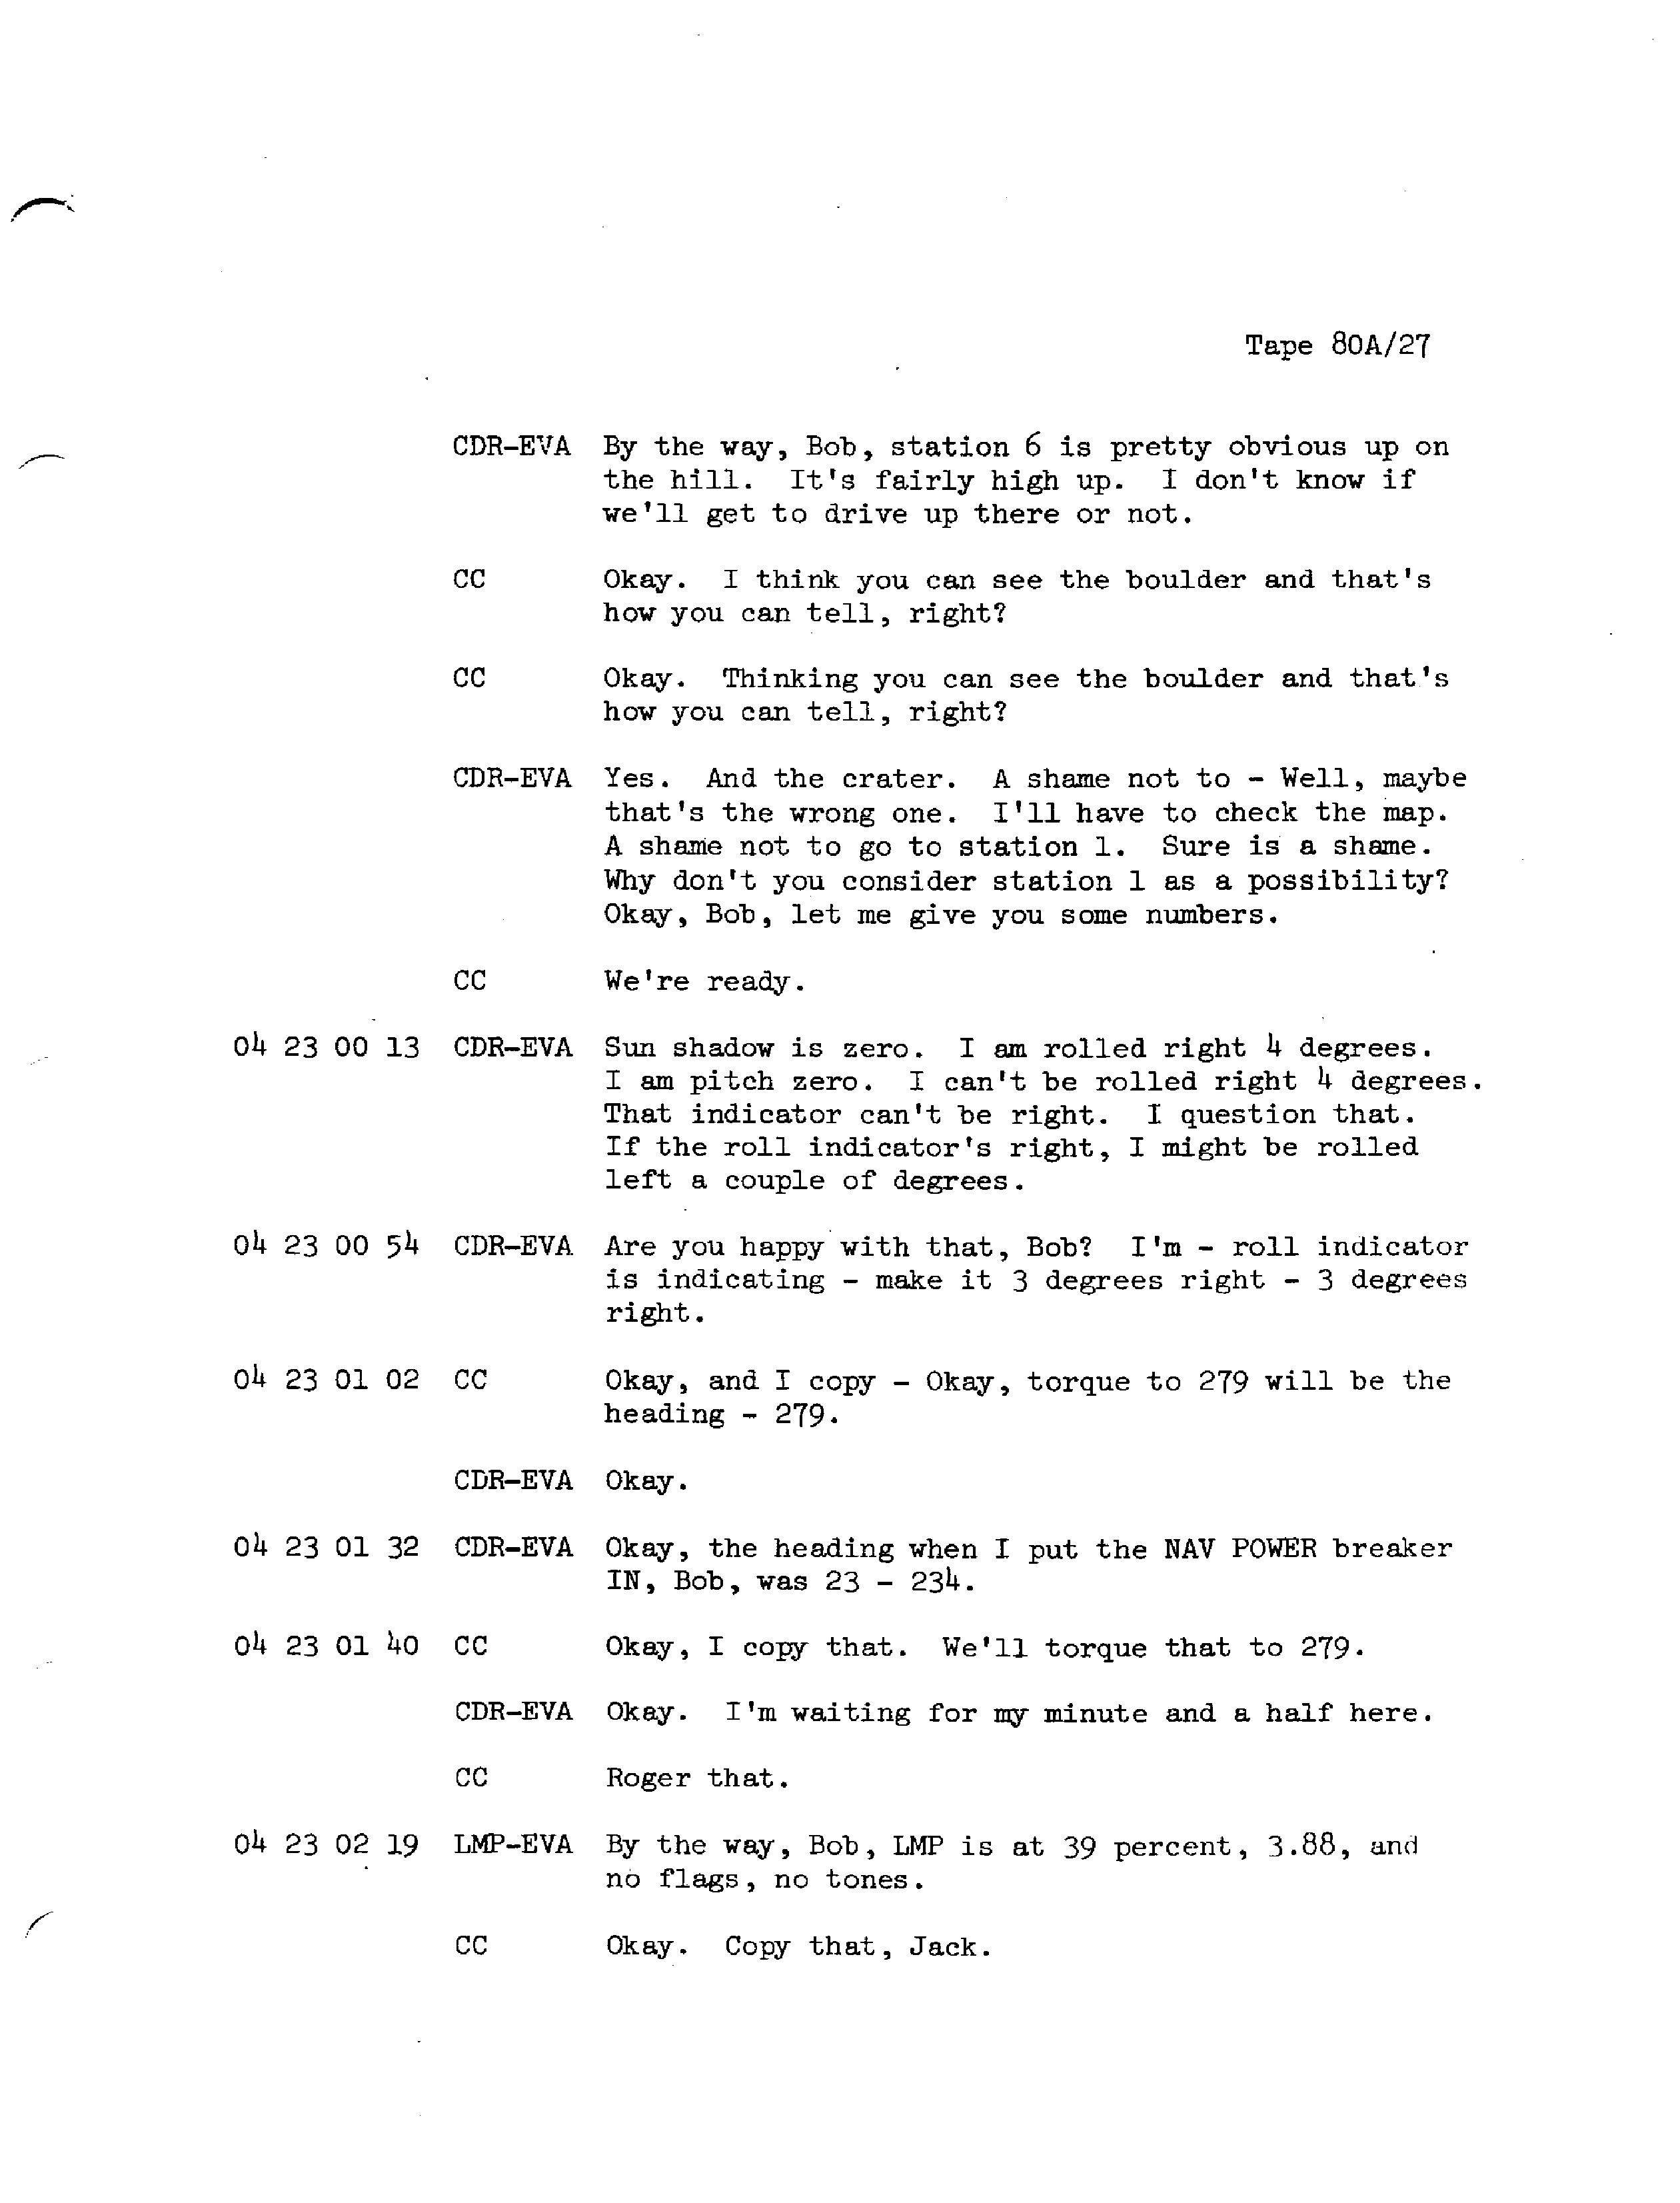 Tape 80A/27
CDR-EVA By the way, Bob, station 6 is pretty obvious up on
the hill. It's fairly high up. I don't know if
we'll get to drive up there or not.
CC Okay. I think you can see the boulder and that's
how you can tell, right?
CC Okay. Thinking you can see the boulder and that's
how you can tell, right?
CDR-EVA Yes. And the crater. A shame not to - Well, maybe
that's the wrong one. I'll have to check the map.
A shame not to go to station 1. Sure is a shame.
Why don't you consider station 1 as a possibility?
Okay, Bob, let me give you some numbers.
CC We're ready.
04 23 00 13 CDR-EVA Sun shadow is zero. I am rolled right 4 degrees.
I am pitch zero. I can't be rolled right 4 degrees.
That indicator can't be right. I question that.
If the roll indicator's right, I might be rolled
left a couple of degrees.
04 23 00 54 CDR-EVA Are you happy with that, Bob? I'm - roll indicator
is indicating - make it 3 degrees right - 3 degrees
right.
04 23 01 02 CC Okay, and I copy - Okay, torque to 279 will be the
heading - 279.
CDR-EVA Okay.
04 23 01 32 CDR-EVA Okay, the heading when I put the NAV POWER breaker
IN, Bob, was 23 - 234.
04 23 01 40 CC Okay, I copy that. We'll torque that to 279.
CDR-EVA Okay. I'm waiting for my minute and a half here.
CC Roger that.
04 23 02 19 LMP-EVA By the way, Bob, LMP is at 39 percent, 3.88, and
no flags, no tones.
CC Okay. Copy that, Jack.